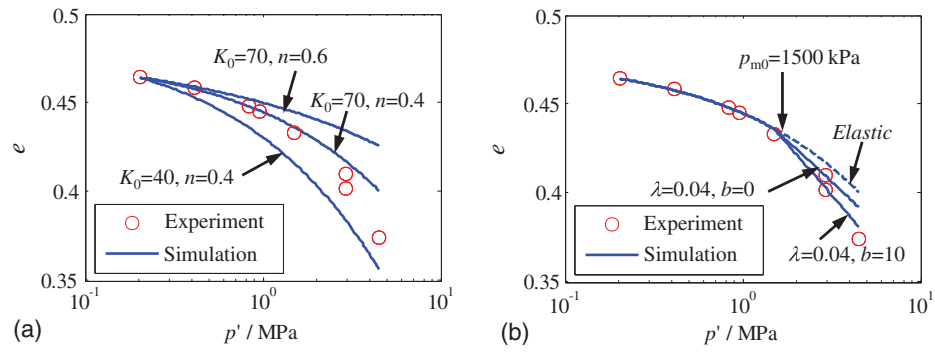 0.5
0.45
0.4
0.35
e
K₀=70, n=0.6
K₀=70, n=0.4
K₀=40, n=0.4
Experiment
Simulation
10⁻¹
10⁰
10¹
p' / MPa
(a)
0.5
0.45
0.4
0.35
e
pₘ₀=1500 kPa
Elastic
λ=0.04, b=0
λ=0.04, b=10
Experiment
Simulation
10⁻¹
10⁰
10¹
p' / MPa
(b)